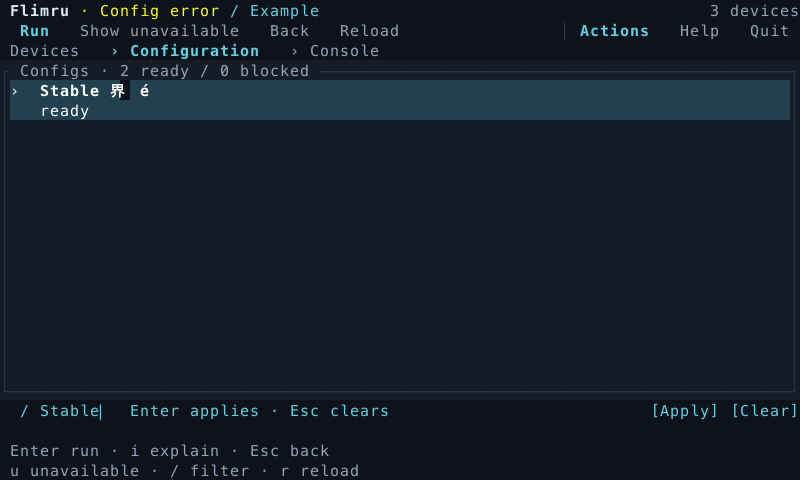 Flimru · Config error / Example 3 devices
Run Show unavailable Back Reload │ Actions Help Quit
Devices › Configuration › Console
Configs · 2 ready / 0 blocked
› Stable 界 é
ready
/ Stable Enter applies · Esc clears [Apply] [Clear]
Enter run · i explain · Esc back
u unavailable · / filter · r reload